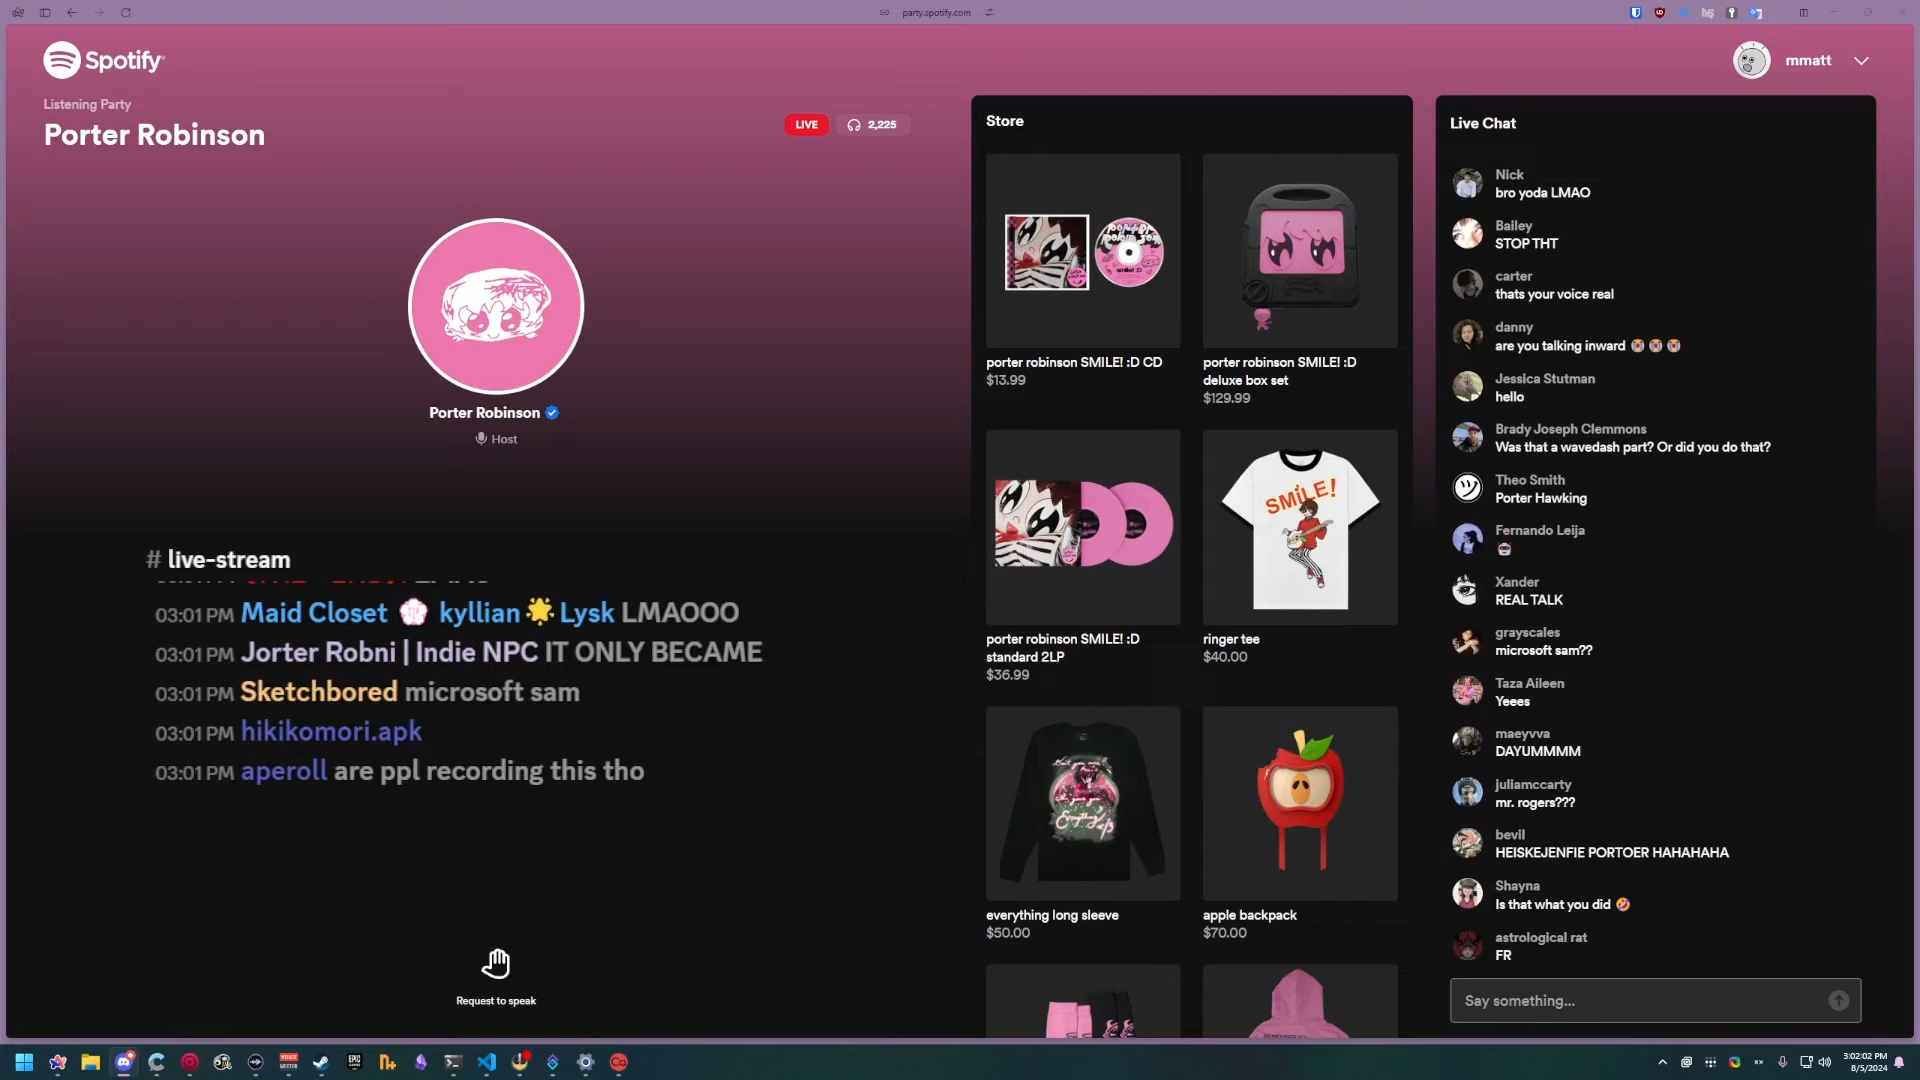 party.spotify.com
Spotify
mmatt
Listening Party
Porter Robinson
LIVE
2,225
Porter Robinson
Host
# live-stream
03:01 PM Maid Closet 💮 kyllian 🌟 Lysk LMAOOO
03:01 PM Jorter Robni | Indie NPC IT ONLY BECAME
03:01 PM Sketchbored microsoft sam
03:01 PM hikikomori.apk
03:01 PM aperoll are ppl recording this tho
Request to speak
Store
porter robinson SMILE! :D CD
$13.99
porter robinson SMILE! :D
deluxe box set
$129.99
SMILE!
porter robinson SMILE! :D
standard 2LP
$36.99
ringer tee
$40.00
everything long sleeve
$50.00
apple backpack
$70.00
Live Chat
Nick
bro yoda LMAO
Bailey
STOP THT
carter
thats your voice real
danny
are you talking inward 😭 😭 😭
Jessica Stutman
hello
Brady Joseph Clemmons
Was that a wavedash part? Or did you do that?
Theo Smith
Porter Hawking
Fernando Leija
🤖
Xander
REAL TALK
grayscales
microsoft sam??
Taza Aileen
Yeees
maeyvva
DAYUMMMM
juliamccarty
mr. rogers???
bevil
HEISKEJENFIE PORTOER HAHAHAHA
Shayna
Is that what you did 🤣
astrological rat
FR
Say something...
3:02:02 PM
8/5/2024